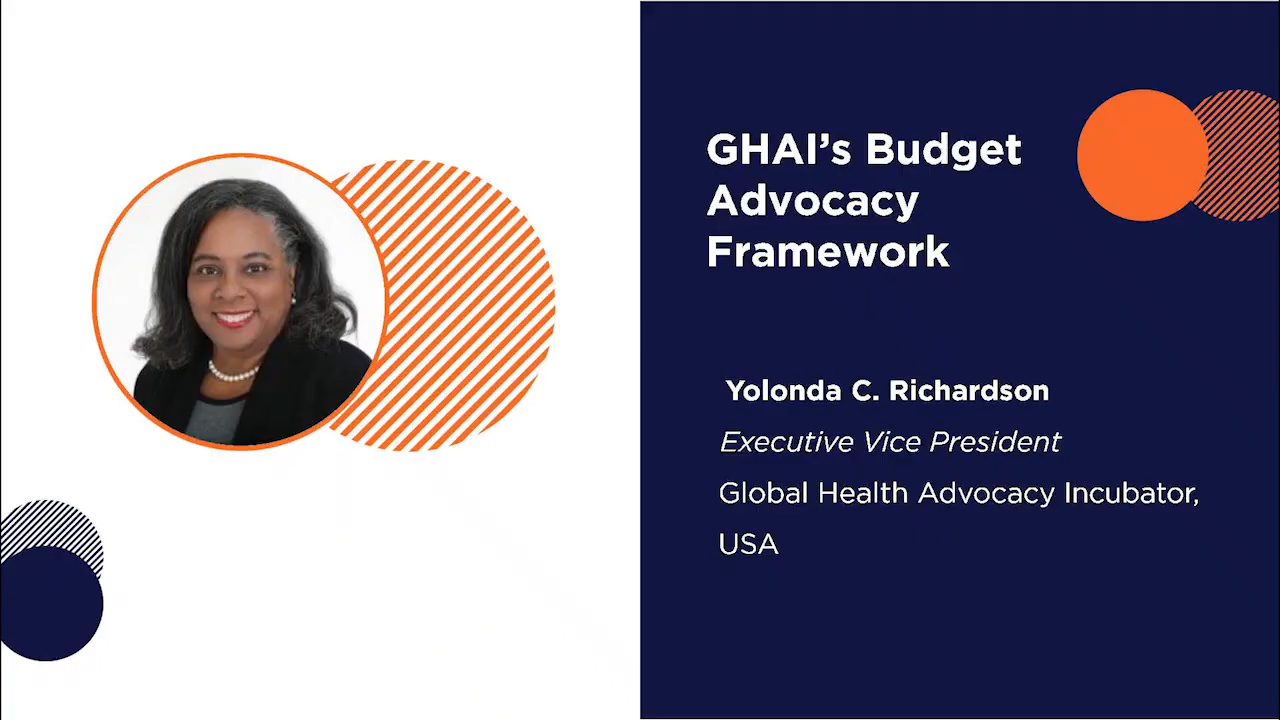 GHAI’s Budget
Advocacy
Framework
Yolonda C. Richardson
Executive Vice President
Global Health Advocacy Incubator,
USA